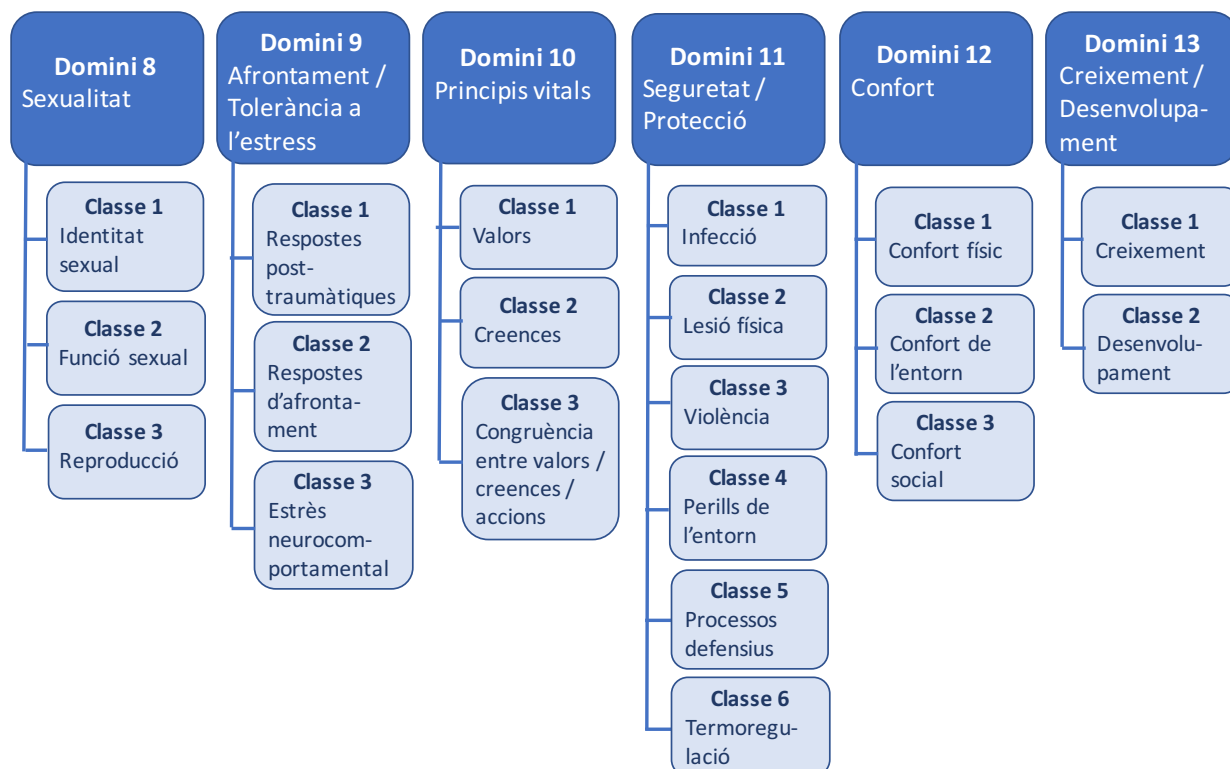 Domini 8
Sexualitat
Classe 1
Identitat
sexual
Classe 2
Funció sexual
Classe 3
Reproducció
Domini 9
Afrontament /
Tolerància a
l'estress
Classe 1
Respostes
post-
traumàtiques
Classe 2
Respostes
d'afronta-
ment
Classe 3
Estrès
neurocom-
portamental
Domini 10
Principis vitals
Classe 1
Valors
Classe 2
Creences
Classe 3
Congruència
entre valors /
creences /
accions
Domini 11
Seguretat /
Protecció
Classe 1
Infecció
Classe 2
Lesió física
Classe 3
Violència
Classe 4
Perills de
l'entorn
Classe 5
Processos
defensius
Classe 6
Termoregu-
lació
Domini 12
Confort
Classe 1
Confort físic
Classe 2
Confort de
l'entorn
Classe 3
Confort
social
Domini 13
Creixement /
Desenvolupa-
ment
Classe 1
Creixement
Classe 2
Desenvolu-
pament